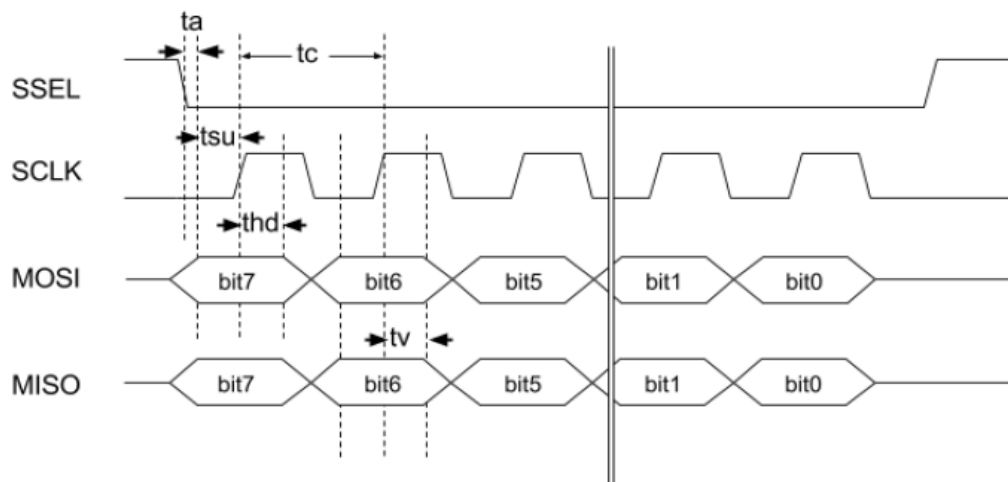 ta
tc
SSEL
tsu
SCLK
thd
MOSI bit7 bit6 bit5 bit1 bit0
tv
MISO bit7 bit6 bit5 bit1 bit0